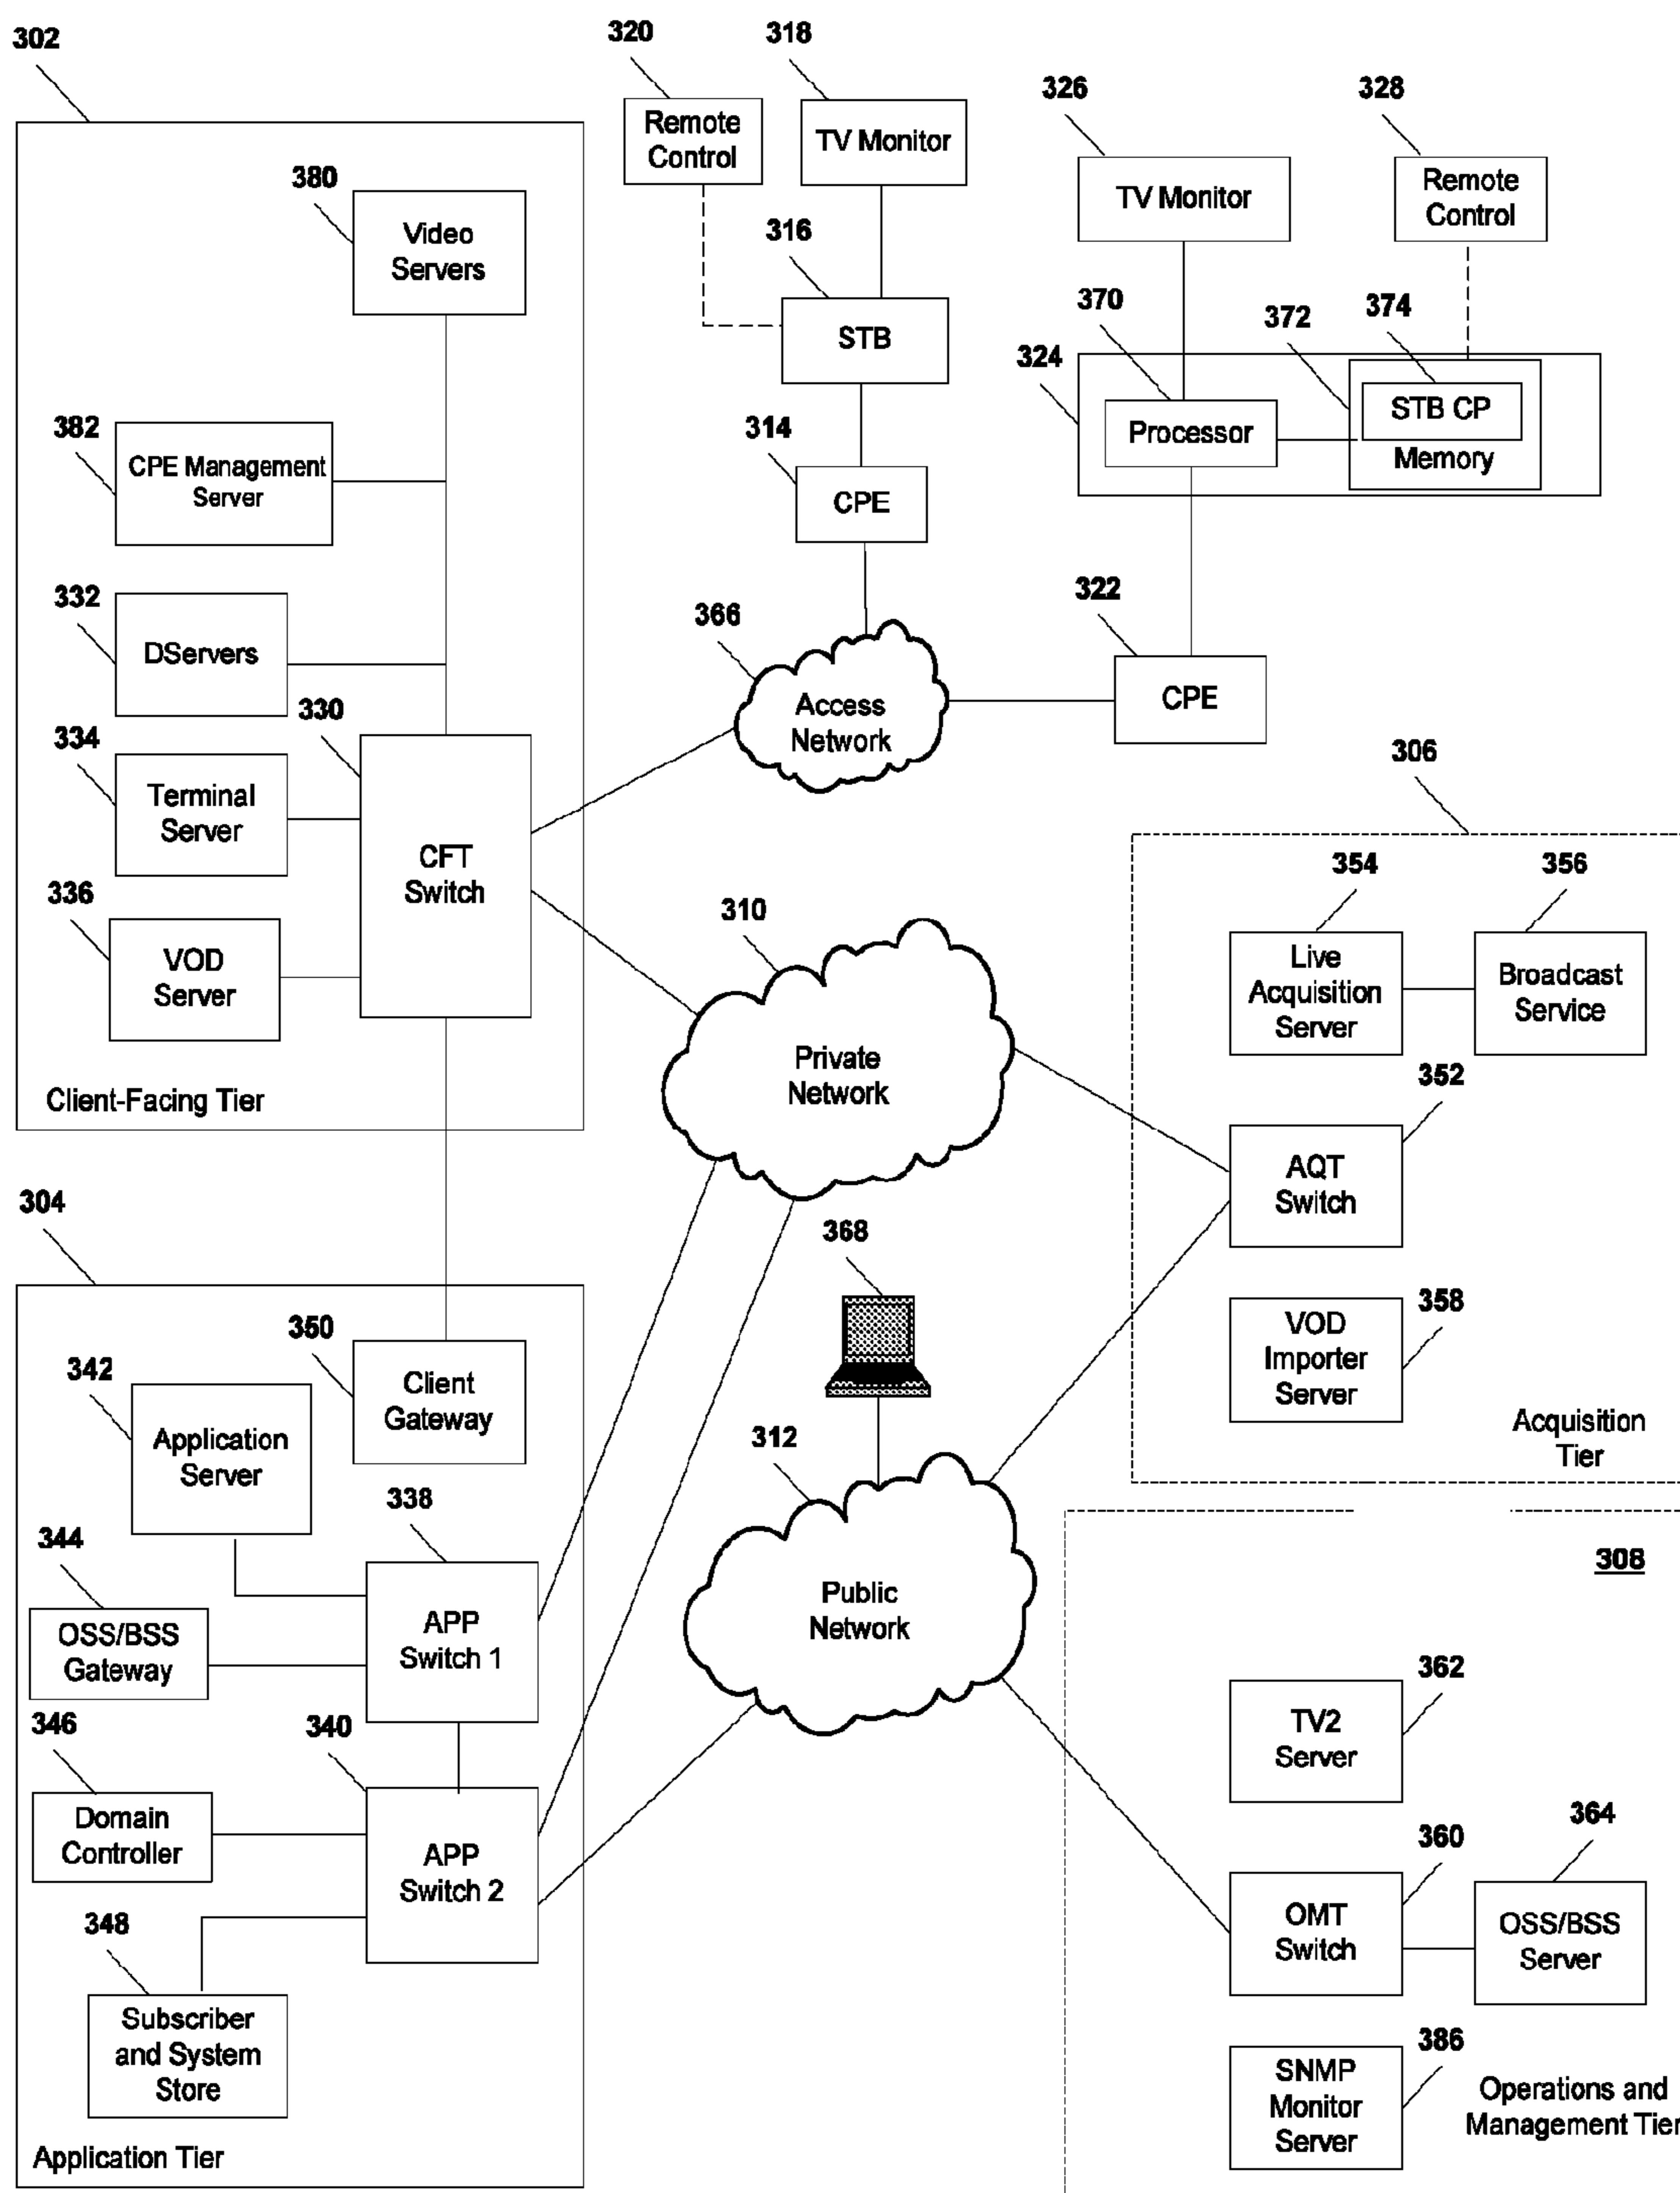 302
320
318
326
328
Remote
Control
TV Monitor
TV Monitor
Remote
Control
380
Video
Servers
316
STB
370
372
374
324
STB CP
Processor
Memory
382
CPE Management
Server
314
CPE
332
DServers
366
Access
Network
322
CPE
330
334
Terminal
Server
CFT
Switch
336
VOD
Server
Client-Facing Tier
306
354
356
Live
Acquisition
Server
Broadcast
Service
310
Private
Network
352
AQT
Switch
358
VOD
Importer
Server
Acquisition
Tier
304
368
350
Client
Gateway
342
Application
Server
312
Public
Network
338
APP
Switch 1
344
OSS/BSS
Gateway
346
Domain
Controller
340
APP
Switch 2
348
Subscriber
and System
Store
Application Tier
308
362
TV2
Server
360
OMT
Switch
364
OSS/BSS
Server
386
SNMP
Monitor
Server
Operations and
Management Tier